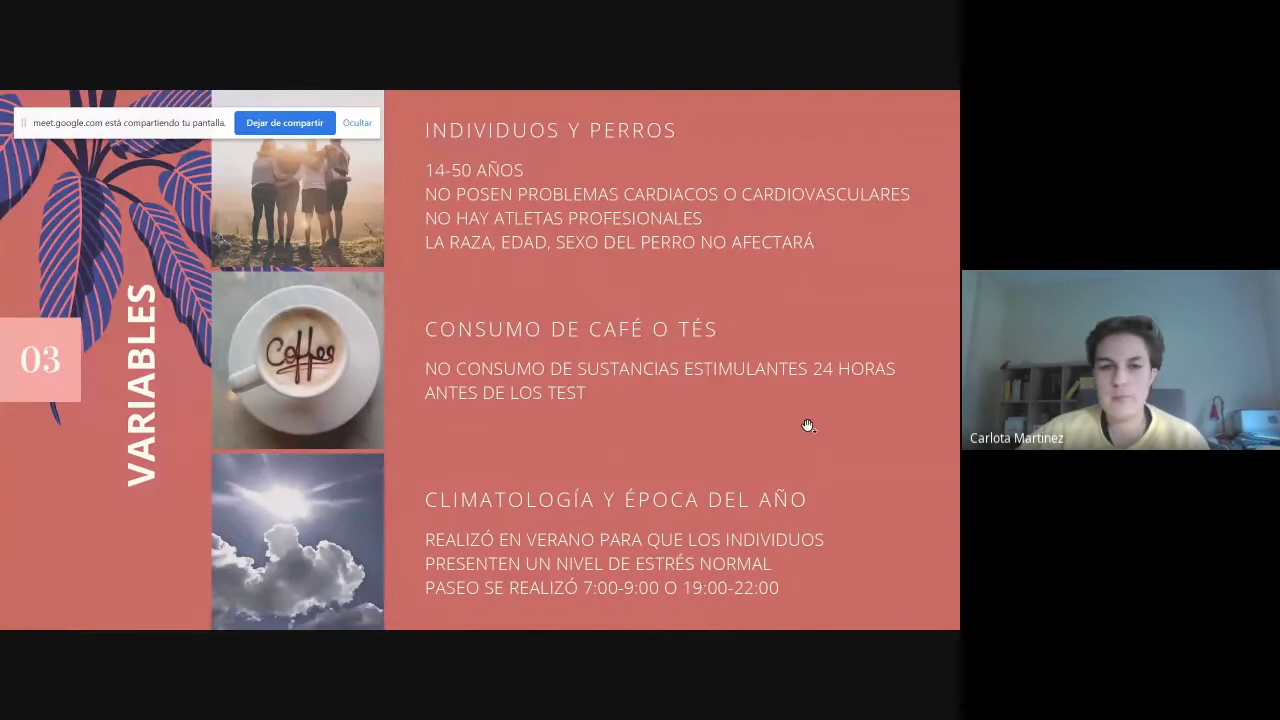 meet.google.com está compartiendo tu pantalla.
Dejar de compartir
Ocultar
03
VARIABLES
Coffee
INDIVIDUOS Y PERROS
14-50 AÑOS
NO POSEN PROBLEMAS CARDIACOS O CARDIOVASCULARES
NO HAY ATLETAS PROFESIONALES
LA RAZA, EDAD, SEXO DEL PERRO NO AFECTARÁ
CONSUMO DE CAFÉ O TÉS
NO CONSUMO DE SUSTANCIAS ESTIMULANTES 24 HORAS
ANTES DE LOS TEST
CLIMATOLOGÍA Y ÉPOCA DEL AÑO
REALIZÓ EN VERANO PARA QUE LOS INDIVIDUOS
PRESENTEN UN NIVEL DE ESTRÉS NORMAL
PASEO SE REALIZÓ 7:00-9:00 O 19:00-22:00
Carlota Martinez